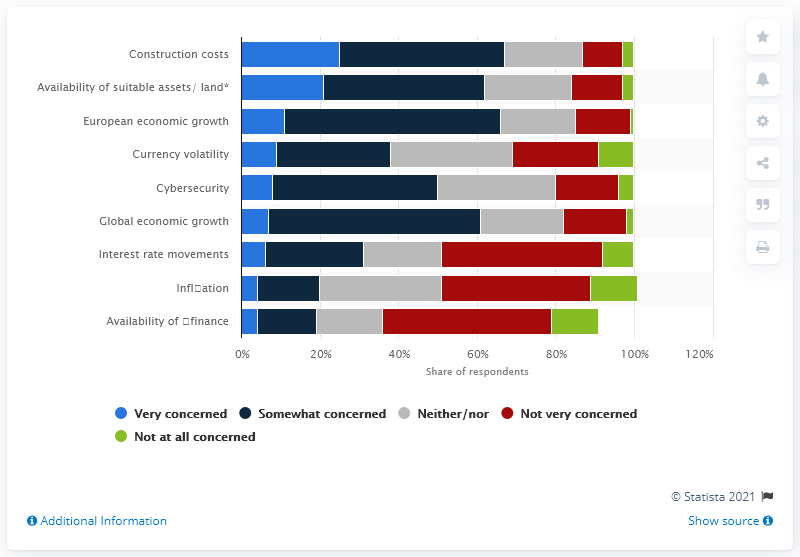 Construction costs
Availability of suitable assets/ land*
European economic growth
Currency volatility
Cybersecurity
Global economic growth
Interest rate movements
Infl□ation
Availability of □finance
0% 20% 40% 60% 80% 100% 120%
Share of respondents
Very concerned Somewhat concerned Neither/nor Not very concerned
Not at all concerned
© Statista 2021
Additional Information Show source